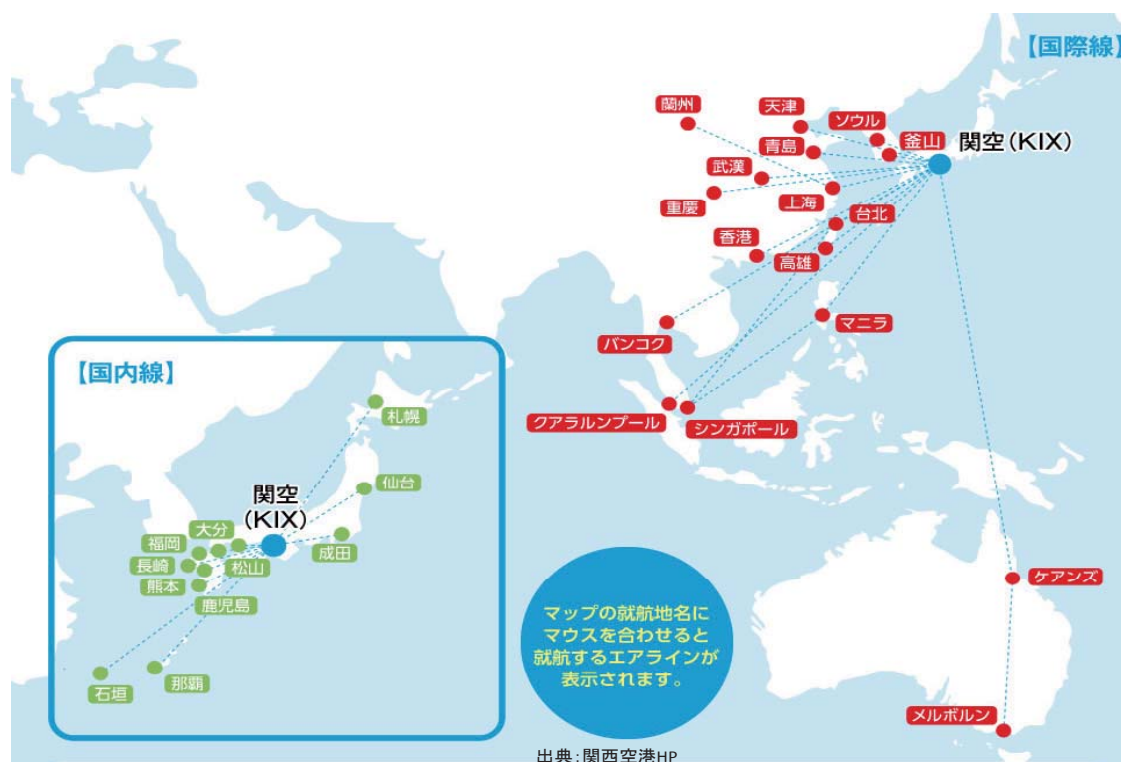 【国際線】
蘭州
天津
ソウル
釜山
関空(KIX)
青島
武漢
重慶
上海
台北
香港
高雄
マニラ
バンコク
クアラルンプール
シンガポール
ケアンズ
メルボルン
【国内線】
札幌
仙台
関空
(KIX)
大分
福岡
成田
長崎
松山
熊本
鹿児島
石垣
那覇
マップの就航地名に
マウスを合わせると
就航するエアラインが
表示されます。
出典:関西空港HP